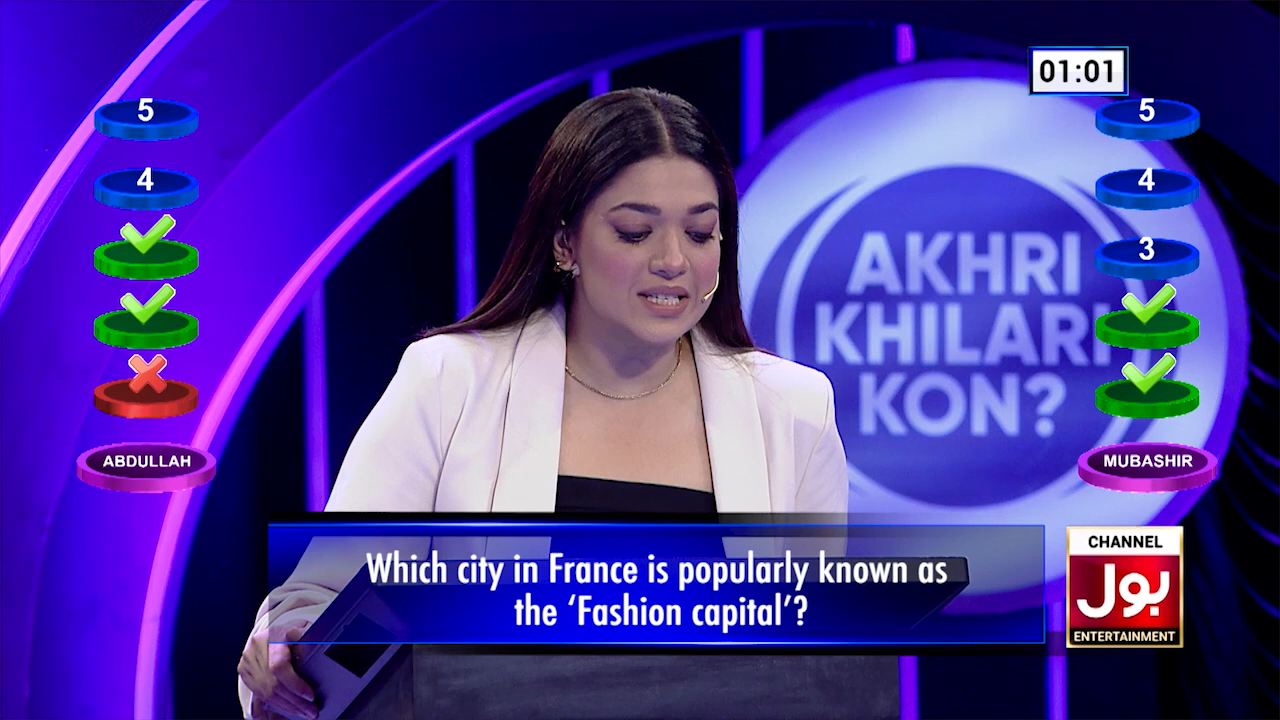 01:01
5
5
4
4
3
AKHRI
KHILARI
KON?
ABDULLAH
MUBASHIR
Which city in France is popularly known as
the ‘Fashion capital’?
CHANNEL
بول
ENTERTAINMENT